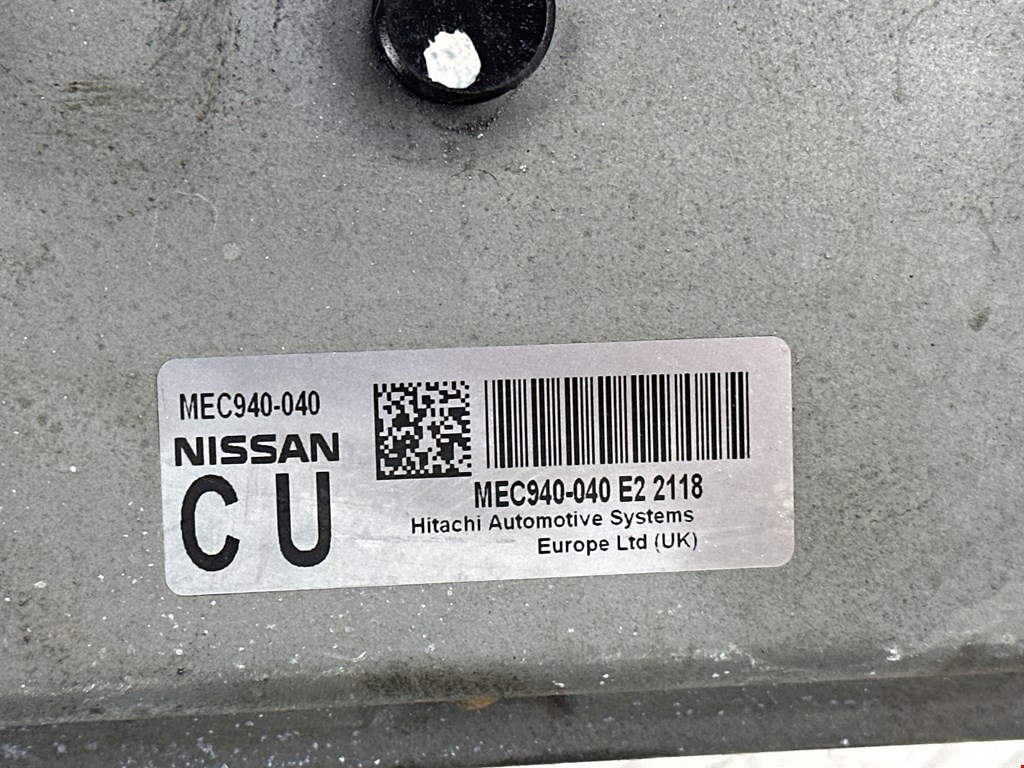 MEC940-040
NISSAN
C U
MEC940-040 E2 2118
Hitachi Automotive Systems
Europe Ltd (UK)